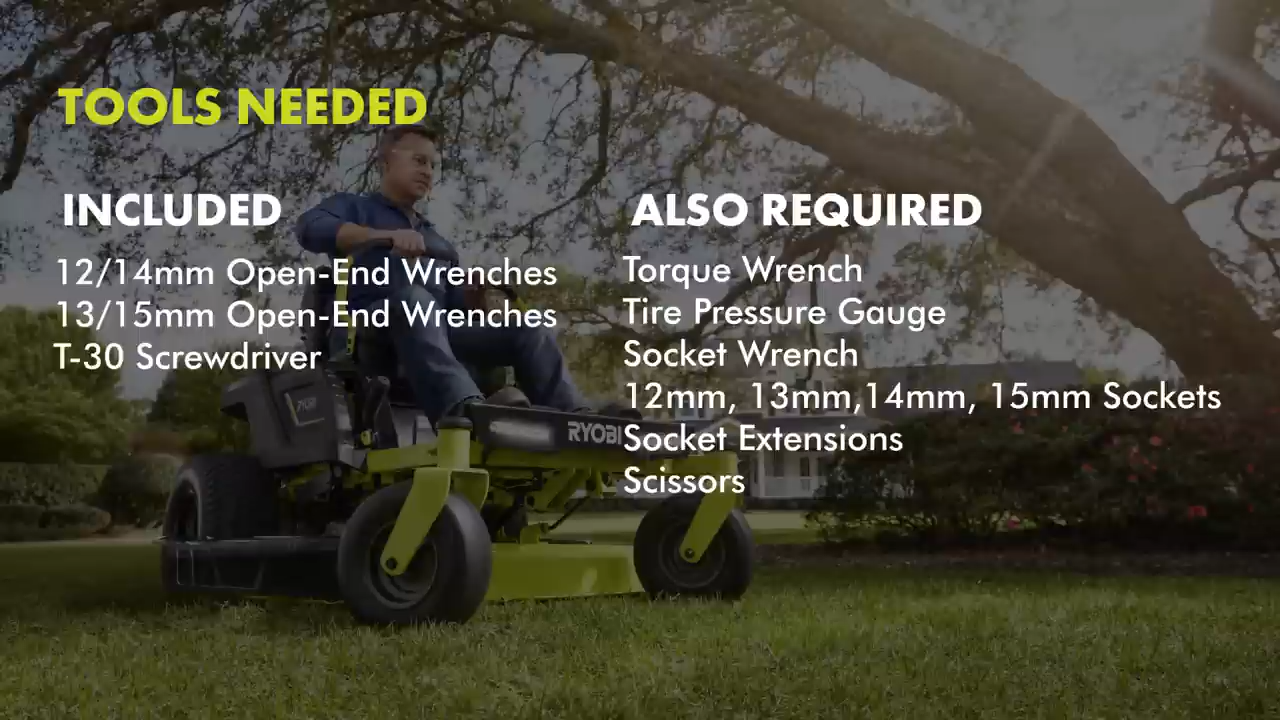 TOOLS NEEDED
INCLUDED
12/14mm Open-End Wrenches
13/15mm Open-End Wrenches
T-30 Screwdriver
ALSO REQUIRED
Torque Wrench
Tire Pressure Gauge
Socket Wrench
12mm, 13mm,14mm, 15mm Sockets
Socket Extensions
Scissors
RYOBI
RYOBI